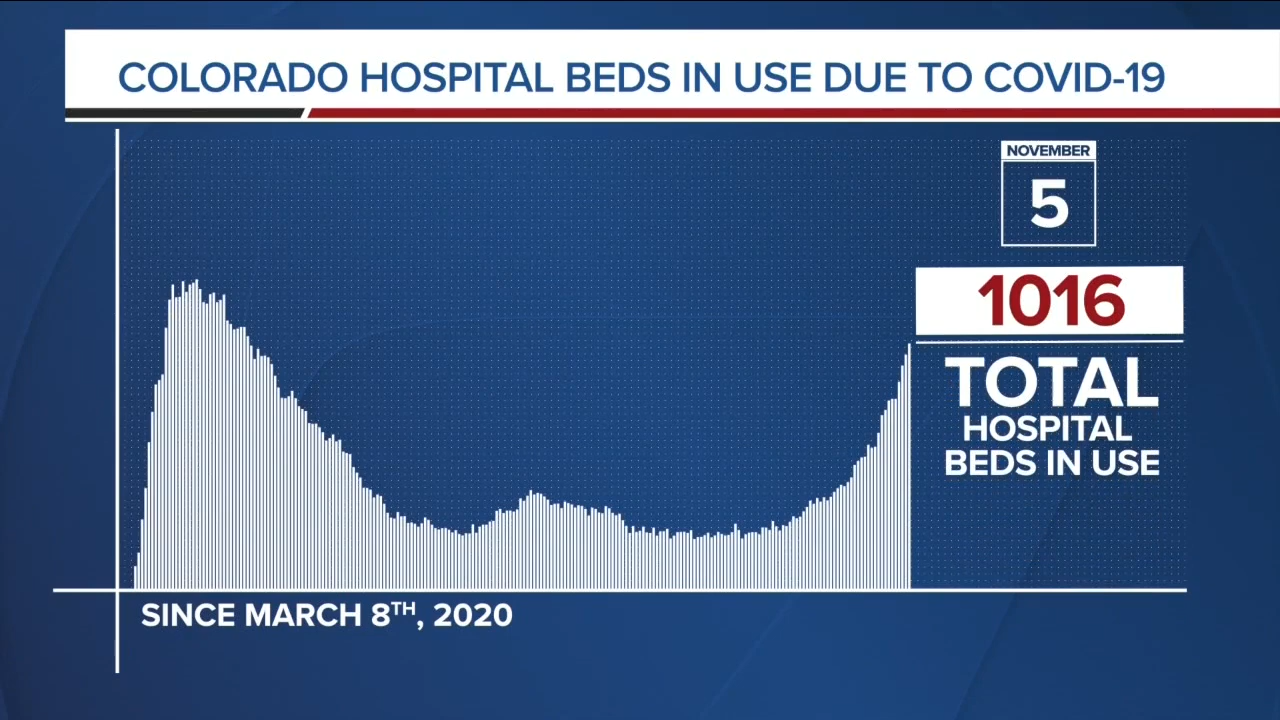 COLORADO HOSPITAL BEDS IN USE DUE TO COVID-19
NOVEMBER
5
1016
TOTAL
HOSPITAL
BEDS IN USE
SINCE MARCH 8TH, 2020